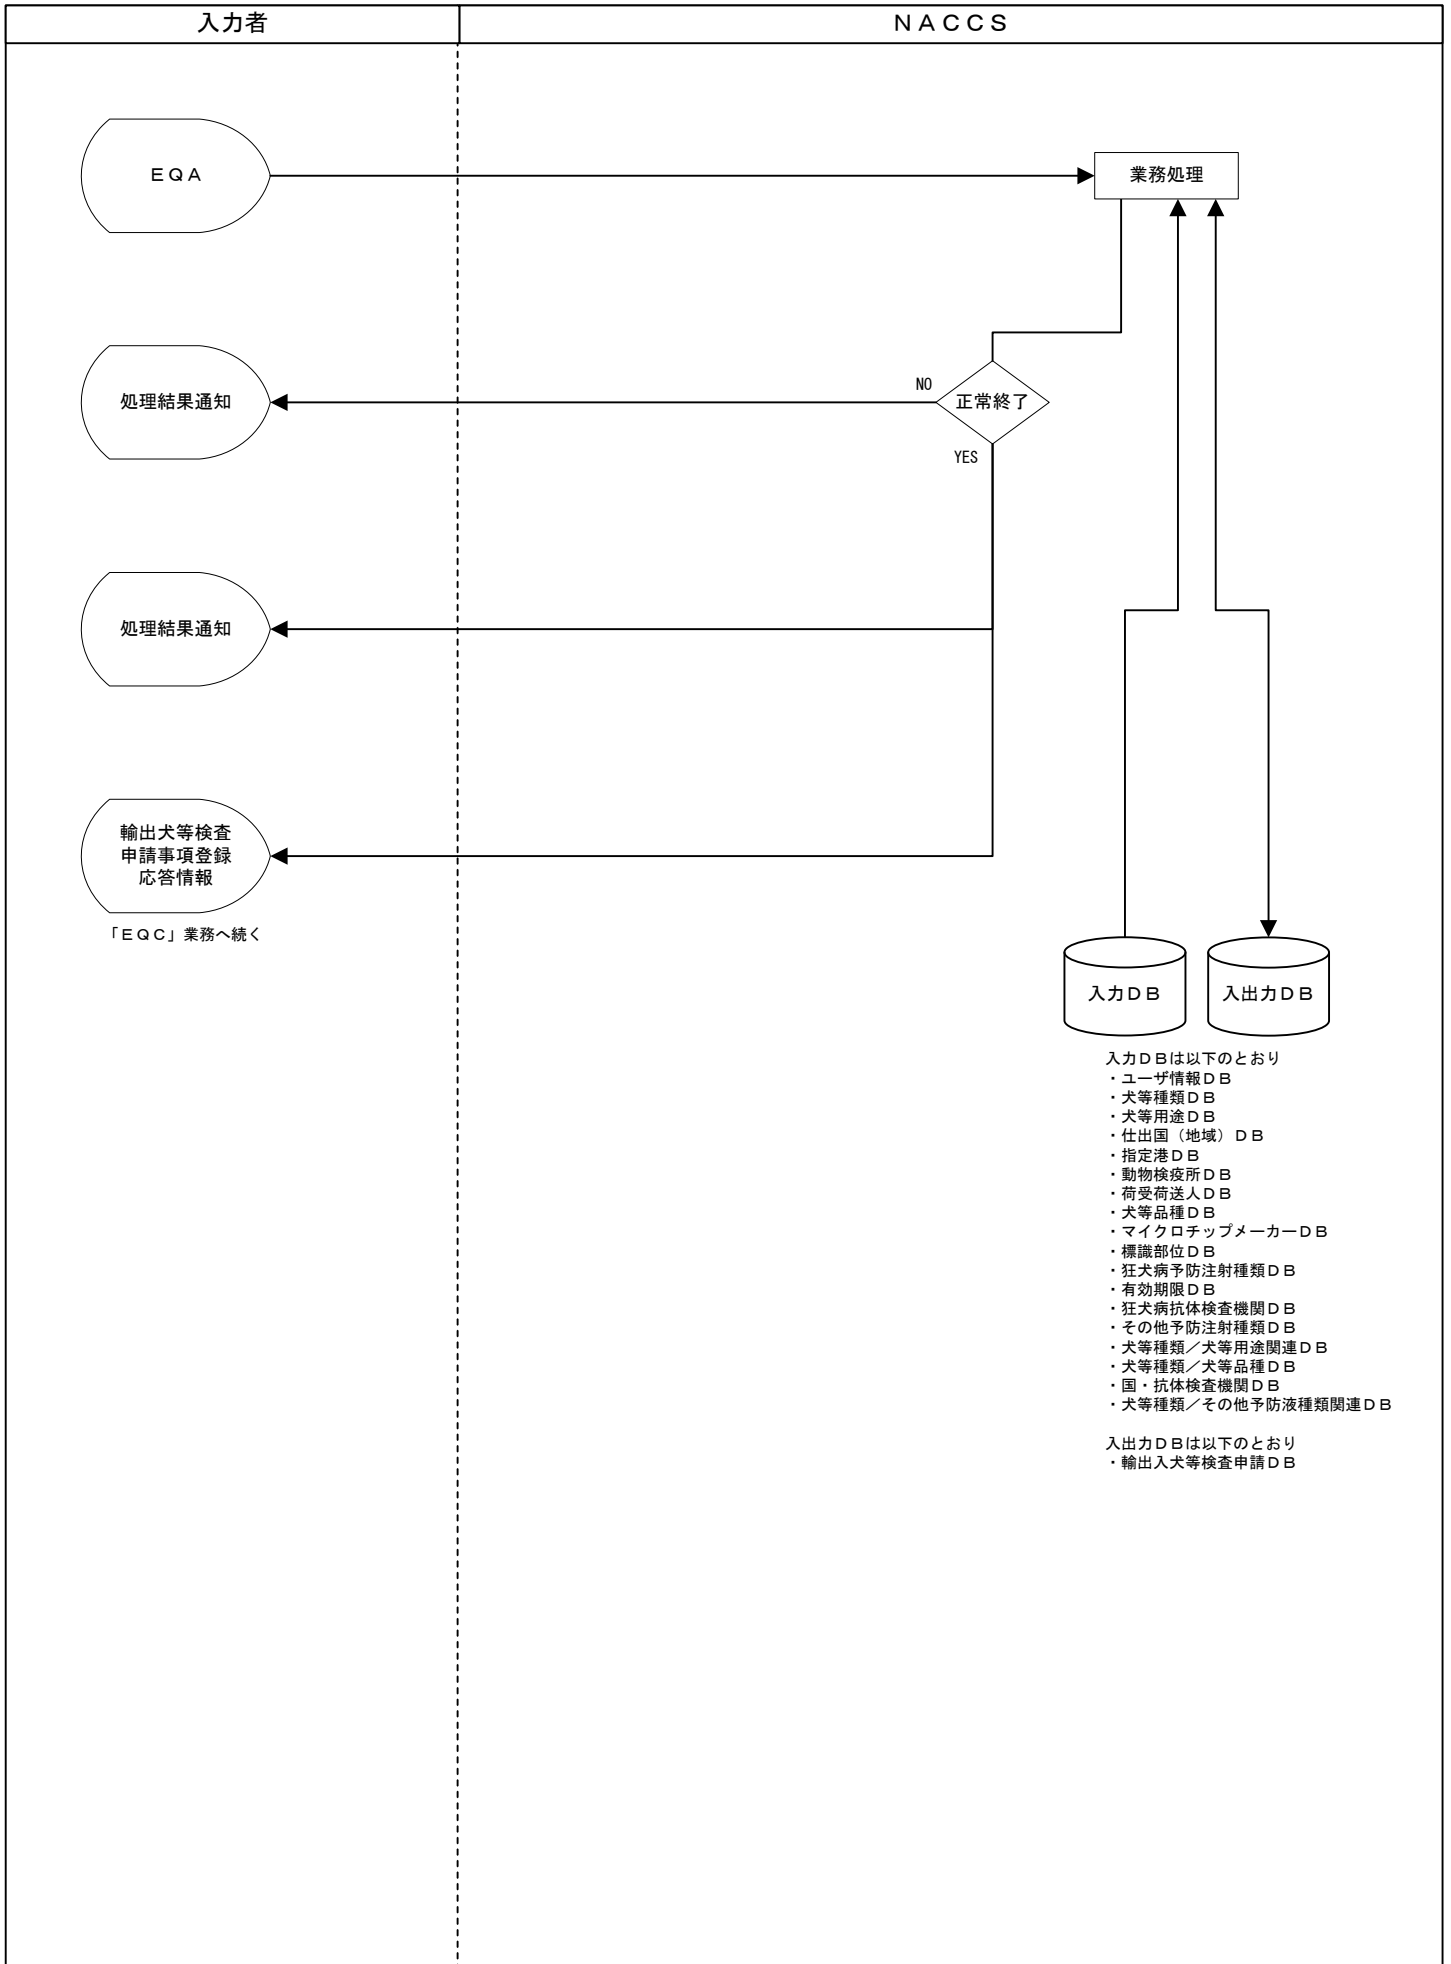 入力者
ＮＡＣＣＳ
ＥＱＡ
業務処理
処理結果通知
NO
正常終了
YES
処理結果通知
輸出犬等検査
申請事項登録
応答情報
「ＥＱＣ」業務へ続く
入力ＤＢ
入出力ＤＢ
入力ＤＢは以下のとおり
・ユーザ情報ＤＢ
・犬等種類ＤＢ
・犬等用途ＤＢ
・仕出国（地域）ＤＢ
・指定港ＤＢ
・動物検疫所ＤＢ
・荷受荷送人ＤＢ
・犬等品種ＤＢ
・マイクロチップメーカーＤＢ
・標識部位ＤＢ
・狂犬病予防注射種類ＤＢ
・有効期限ＤＢ
・狂犬病抗体検査機関ＤＢ
・その他予防注射種類ＤＢ
・犬等種類／犬等用途関連ＤＢ
・犬等種類／犬等品種ＤＢ
・国・抗体検査機関ＤＢ
・犬等種類／その他予防液種類関連ＤＢ
入出力ＤＢは以下のとおり
・輸出入犬等検査申請ＤＢ